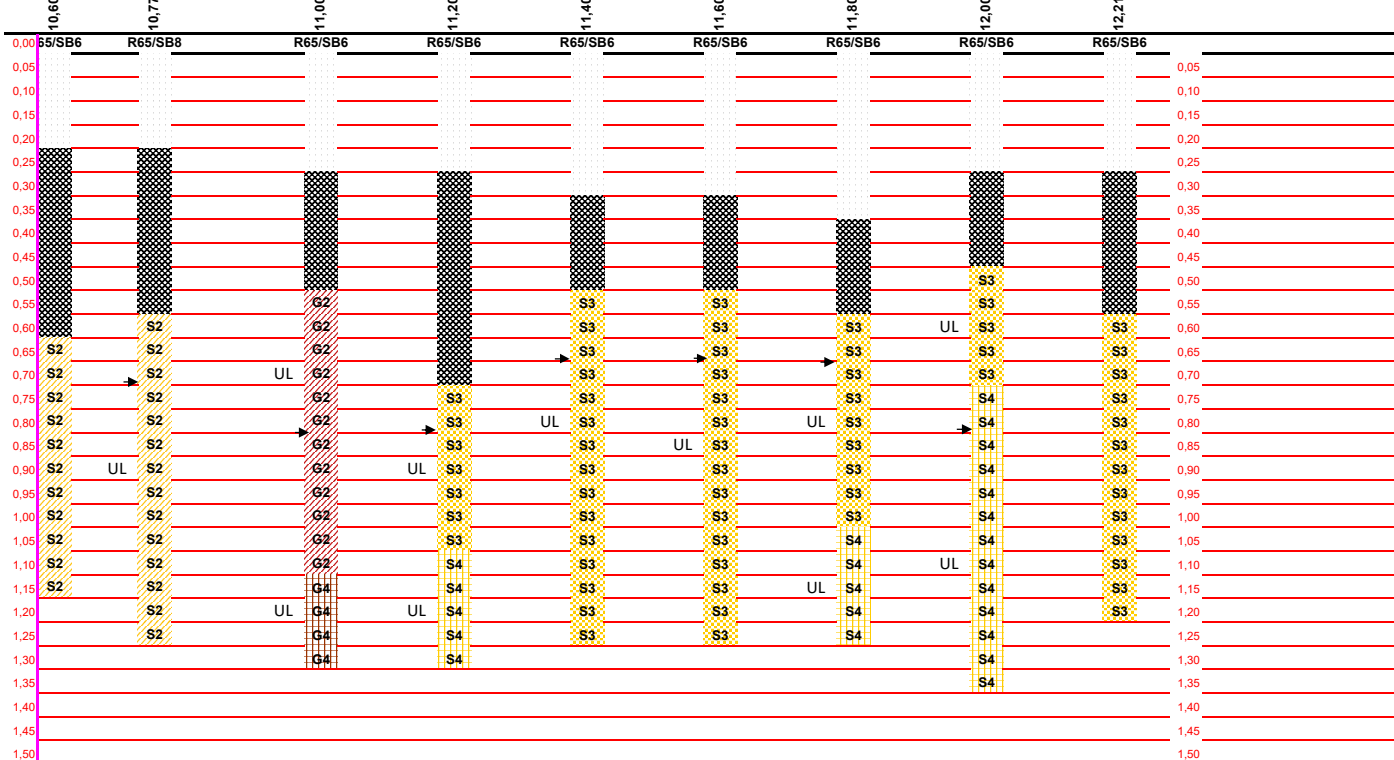 10,60 10,77 11,00 11,20 11,40 11,60 11,80 12,00 12,21
0,00 65/SB6 R65/SB8 R65/SB6 R65/SB6 R65/SB6 R65/SB6 R65/SB6 R65/SB6 R65/SB6
0,05 0,05
0,10 0,10
0,15 0,15
0,20 0,20
0,25 0,25
0,30 0,30
0,35 0,35
0,40 0,40
0,45 0,45
0,50 S3 0,50
0,55 G2 S3 S3 S3 0,55
0,60 S2 G2 S3 S3 S3 UL S3 S3 0,60
0,65 S2 S2 G2 S3 S3 S3 S3 S3 0,65
0,70 S2 S2 UL G2 S3 S3 S3 S3 S3 0,70
0,75 S2 S2 G2 S3 S3 S3 S3 S4 S3 0,75
0,80 S2 S2 G2 S3 UL S3 S3 UL S3 S4 S3 0,80
0,85 S2 S2 G2 S3 S3 UL S3 S3 S4 S3 0,85
0,90 S2 UL S2 G2 UL S3 S3 S3 S3 S4 S3 0,90
0,95 S2 S2 G2 S3 S3 S3 S3 S4 S3 0,95
1,00 S2 S2 G2 S3 S3 S3 S3 S4 S3 1,00
1,05 S2 S2 G2 S3 S3 S3 S4 S4 S3 1,05
1,10 S2 S2 G2 S4 S3 S3 S4 UL S4 S3 1,10
1,15 S2 S2 G4 S4 S3 S3 UL S4 S4 S3 1,15
1,20 S2 UL G4 UL S4 S3 S3 S4 S4 S3 1,20
1,25 S2 G4 S4 S3 S3 S4 S4 1,25
1,30 G4 S4 S4 1,30
1,35 S4 1,35
1,40 1,40
1,45 1,45
1,50 1,50